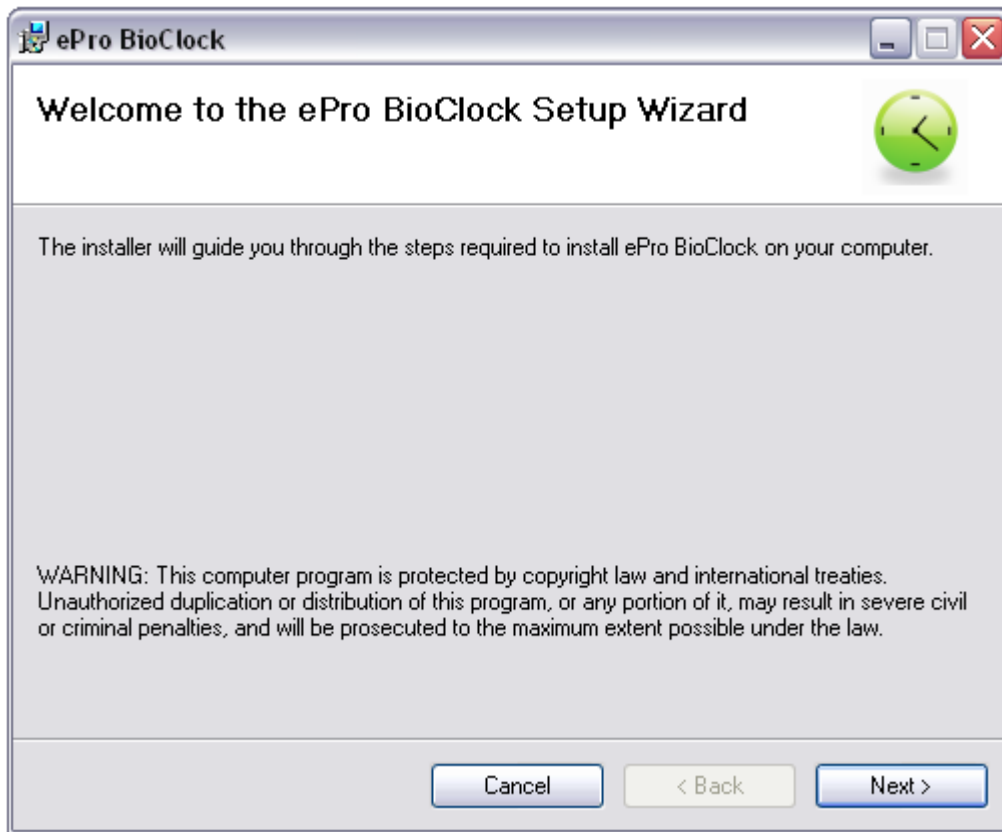 ePro BioClock
Welcome to the ePro BioClock Setup Wizard
The installer will guide you through the steps required to install ePro BioClock on your computer.
WARNING: This computer program is protected by copyright law and international treaties.
Unauthorized duplication or distribution of this program, or any portion of it, may result in severe civil
or criminal penalties, and will be prosecuted to the maximum extent possible under the law.
Cancel < Back Next >